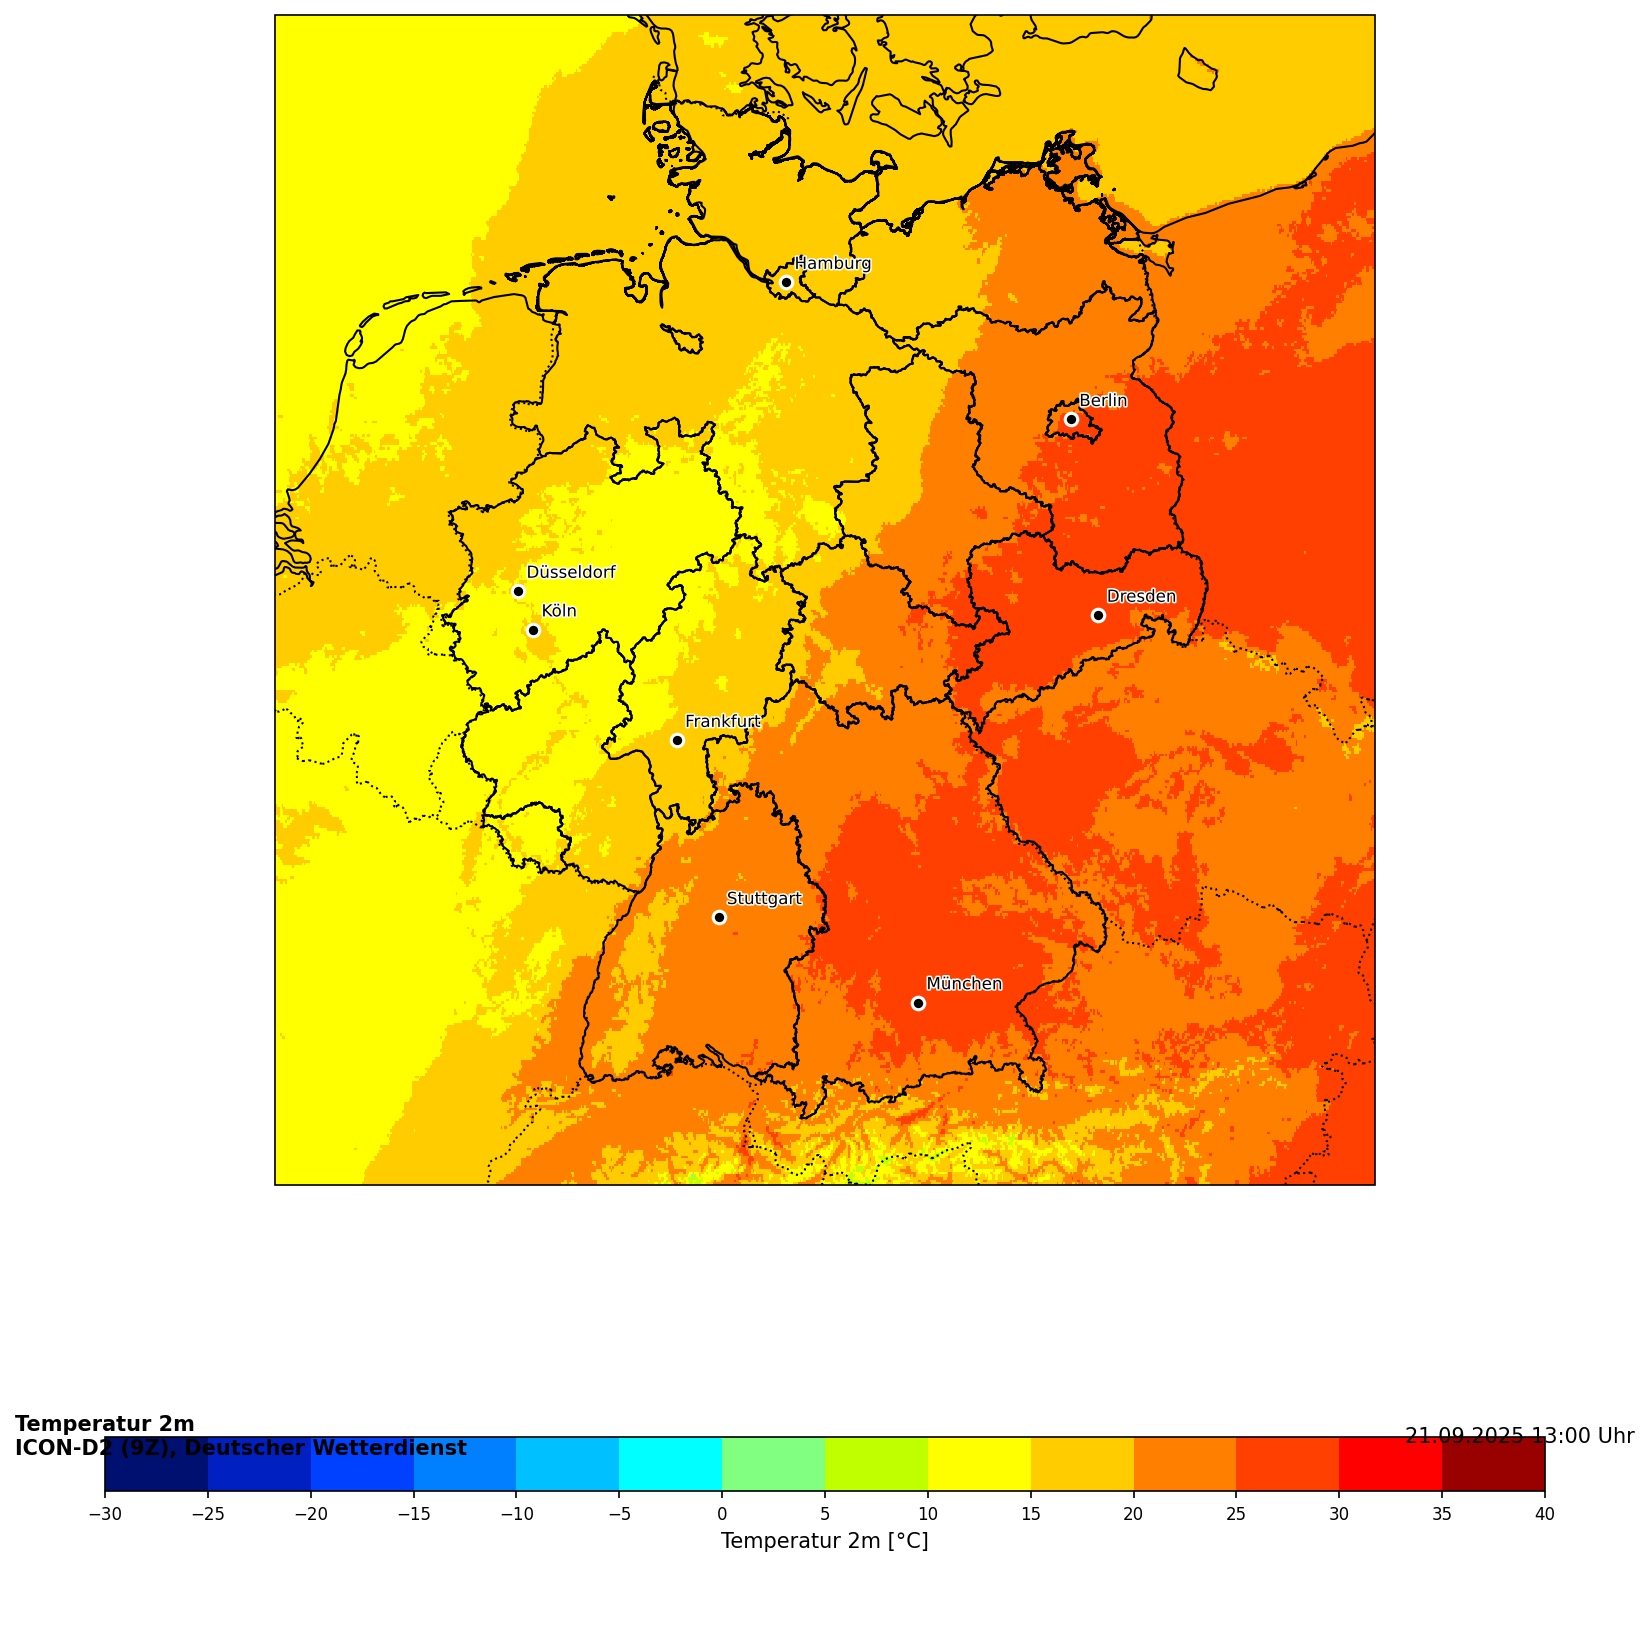 Hamburg
Berlin
Düsseldorf
Köln
Dresden
Frankfurt
Stuttgart
München
Temperatur 2m
ICON-D2 (9Z), Deutscher Wetterdienst
21.09.2025 13:00 Uhr
−30 −25 −20 −15 −10 −5 0 5 10 15 20 25 30 35 40
Temperatur 2m [°C]